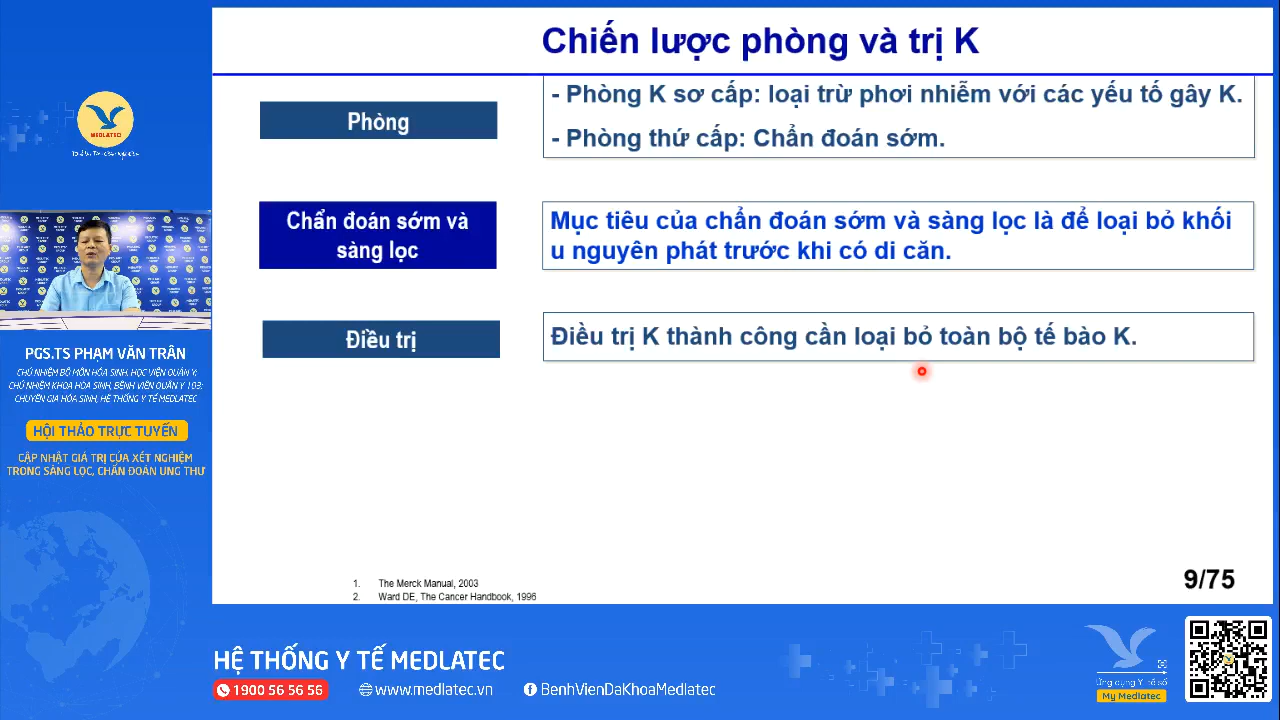 Chiến lược phòng và trị K
Phòng
- Phòng K sơ cấp: loại trừ phơi nhiễm với các yếu tố gây K.
- Phòng thứ cấp: Chẩn đoán sớm.
Chẩn đoán sớm và
sàng lọc
Mục tiêu của chẩn đoán sớm và sàng lọc là để loại bỏ khối
u nguyên phát trước khi có di căn.
Điều trị
Điều trị K thành công cần loại bỏ toàn bộ tế bào K.
1. The Merck Manual, 2003
2. Ward DE, The Cancer Handbook, 1996
9/75
MEDLATEC
PGS.TS PHẠM VĂN TRÂN
CHỦ NHIỆM BỘ MÔN HÓA SINH, HỌC VIỆN QUÂN Y;
CHỦ NHIỆM KHOA HÓA SINH, BỆNH VIỆN QUÂN Y 103;
CHUYÊN GIA HÓA SINH, HỆ THỐNG Y TẾ MEDLATEC
HỘI THẢO TRỰC TUYẾN
CẬP NHẬT GIÁ TRỊ CỦA XÉT NGHIỆM
TRONG SÀNG LỌC, CHẨN ĐOÁN UNG THƯ
HỆ THỐNG Y TẾ MEDLATEC
1900 56 56 56
www.medlatec.vn
BenhVienDaKhoaMedlatec
Ứng dụng Y tế số
My Medlatec